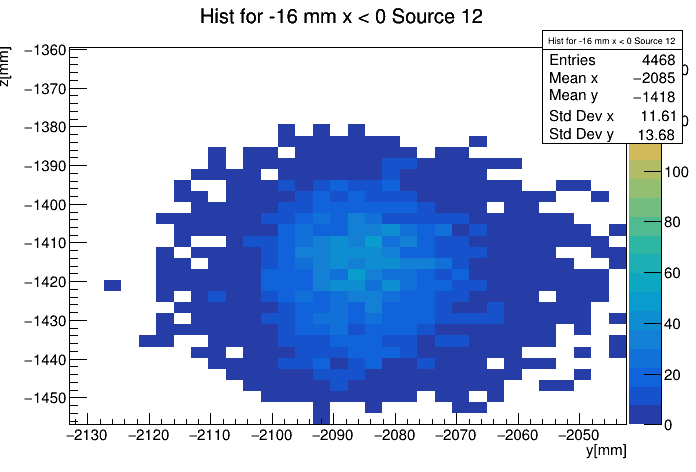 Hist for -16 mm x < 0 Source 12
z[mm]
Hist for -16 mm x < 0 Source 12
Entries 4468
Mean x −2085
Mean y −1418
Std Dev x 11.61
Std Dev y 13.68
−1360
−1370
−1380
−1390
−1400
−1410
−1420
−1430
−1440
−1450
0
0
100
80
60
40
20
0
−2130 −2120 −2110 −2100 −2090 −2080 −2070 −2060 −2050
y[mm]